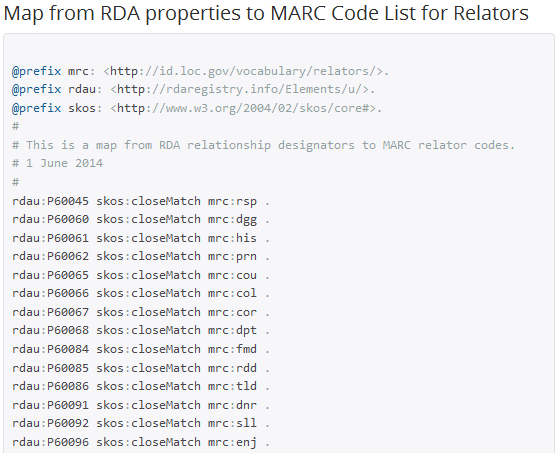 Map from RDA properties to MARC Code List for Relators
@prefix mrc: <http://id.loc.gov/vocabulary/relators/>.
@prefix rdau: <http://rdaregistry.info/Elements/u/>.
@prefix skos: <http://www.w3.org/2004/02/skos/core#>.
#
# This is a map from RDA relationship designators to MARC relator codes.
# 1 June 2014
#
rdau:P60045 skos:closeMatch mrc:rsp .
rdau:P60060 skos:closeMatch mrc:dgg .
rdau:P60061 skos:closeMatch mrc:his .
rdau:P60062 skos:closeMatch mrc:prn .
rdau:P60065 skos:closeMatch mrc:cou .
rdau:P60066 skos:closeMatch mrc:col .
rdau:P60067 skos:closeMatch mrc:cor .
rdau:P60068 skos:closeMatch mrc:dpt .
rdau:P60084 skos:closeMatch mrc:fmd .
rdau:P60085 skos:closeMatch mrc:rdd .
rdau:P60086 skos:closeMatch mrc:tld .
rdau:P60091 skos:closeMatch mrc:dnr .
rdau:P60092 skos:closeMatch mrc:sll .
rdau:P60096 skos:closeMatch mrc:enj .